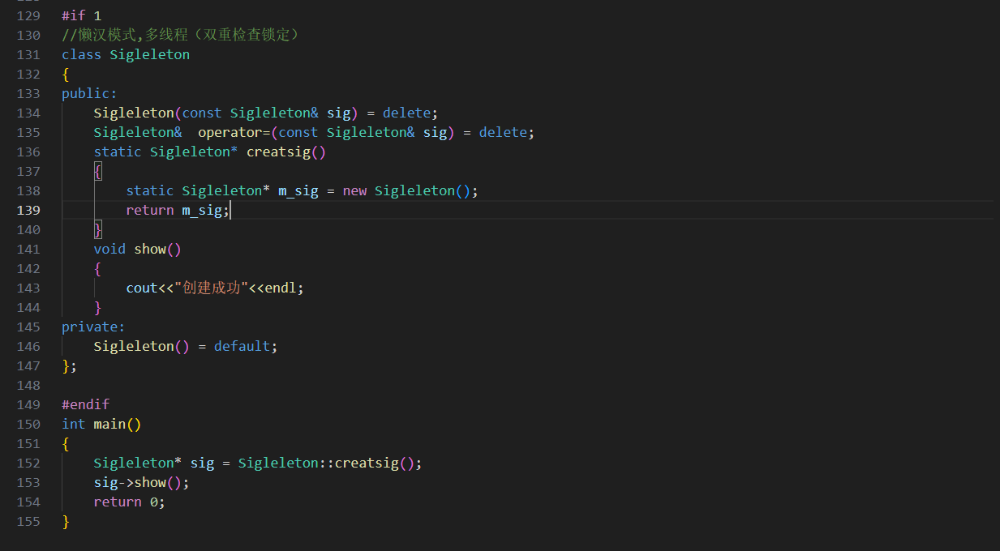 129 #if 1
130 //懒汉模式,多线程（双重检查锁定）
131 class Sigleleton
132 {
133 public:
134     Sigleleton(const Sigleleton& sig) = delete;
135     Sigleleton&  operator=(const Sigleleton& sig) = delete;
136     static Sigleleton* creatsig()
137     {
138         static Sigleleton* m_sig = new Sigleleton();
139         return m_sig;
140     }
141     void show()
142     {
143         cout<<"创建成功"<<endl;
144     }
145 private:
146     Sigleleton() = default;
147 };
148
149 #endif
150 int main()
151 {
152     Sigleleton* sig = Sigleleton::creatsig();
153     sig->show();
154     return 0;
155 }